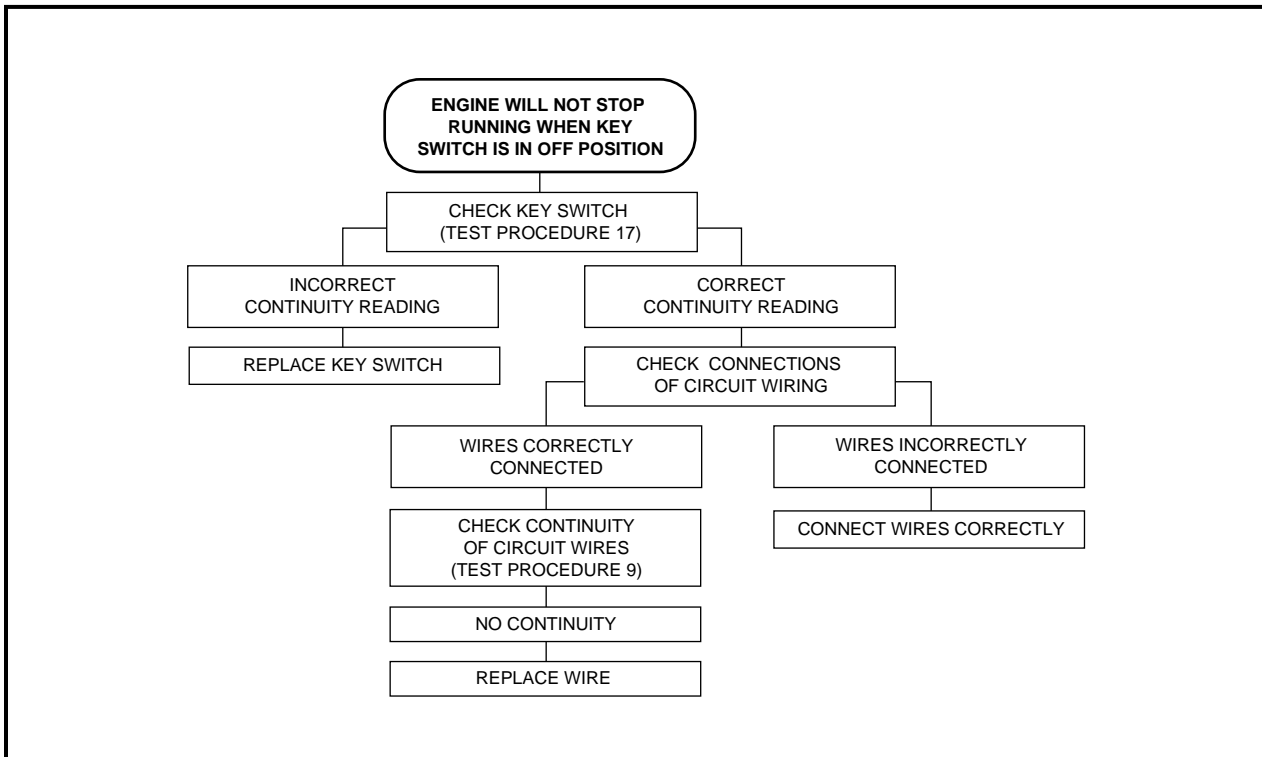 ENGINE WILL NOT STOP
RUNNING WHEN KEY
SWITCH IS IN OFF POSITION
CHECK KEY SWITCH
(TEST PROCEDURE 17)
INCORRECT
CONTINUITY READING
CORRECT
CONTINUITY READING
REPLACE KEY SWITCH
CHECK CONNECTIONS
OF CIRCUIT WIRING
WIRES CORRECTLY
CONNECTED
WIRES INCORRECTLY
CONNECTED
CHECK CONTINUITY
OF CIRCUIT WIRES
(TEST PROCEDURE 9)
CONNECT WIRES CORRECTLY
NO CONTINUITY
REPLACE WIRE